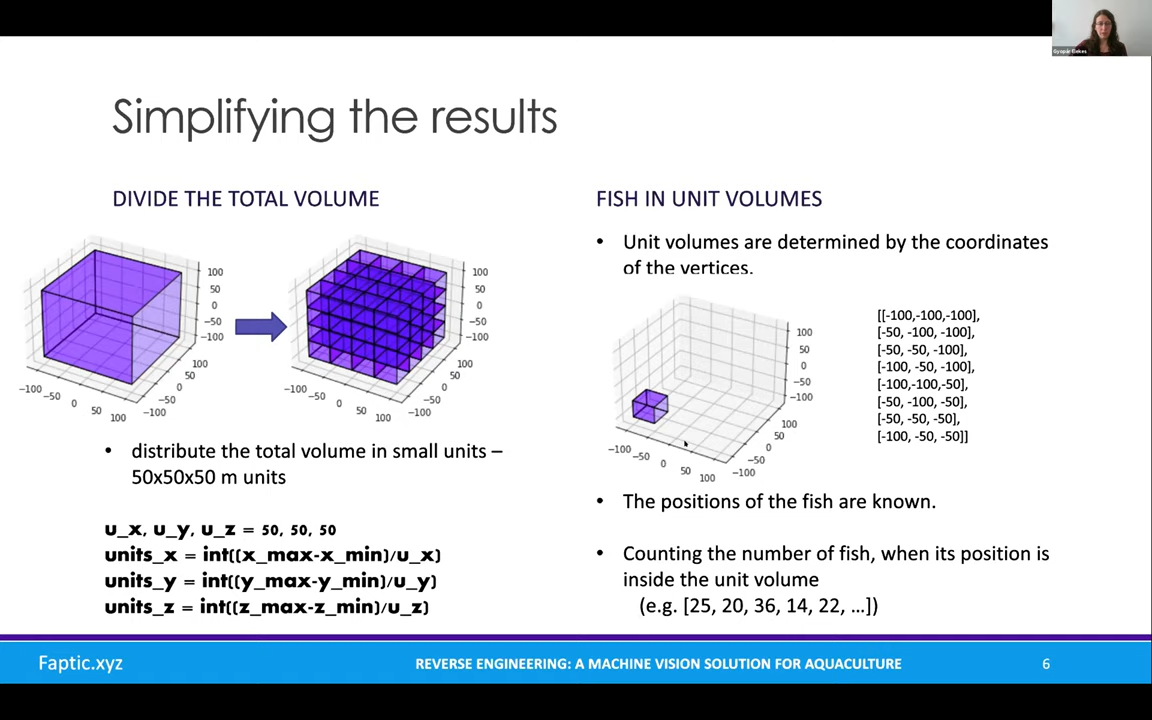 Gyopár Elekes
Simplifying the results
DIVIDE THE TOTAL VOLUME
100
50
0
−50
−100
100
50
0
−50
−100
−100
−50
0
50
100
100
50
0
−50
−100
100
50
0
−50
−100
−100
−50
0
50
100
• distribute the total volume in small units –
50x50x50 m units
u_x, u_y, u_z = 50, 50, 50
units_x = int((x_max-x_min)/u_x)
units_y = int((y_max-y_min)/u_y)
units_z = int((z_max-z_min)/u_z)
FISH IN UNIT VOLUMES
• Unit volumes are determined by the coordinates
of the vertices.
100
50
0
−50
−100
100
50
0
−50
−100
−100
−50
0
50
100
[[-100,-100,-100],
[-50, -100, -100],
[-50, -50, -100],
[-100, -50, -100],
[-100,-100,-50],
[-50, -100, -50],
[-50, -50, -50],
[-100, -50, -50]]
• The positions of the fish are known.
• Counting the number of fish, when its position is
inside the unit volume
(e.g. [25, 20, 36, 14, 22, …])
Faptic.xyz
REVERSE ENGINEERING: A MACHINE VISION SOLUTION FOR AQUACULTURE
6